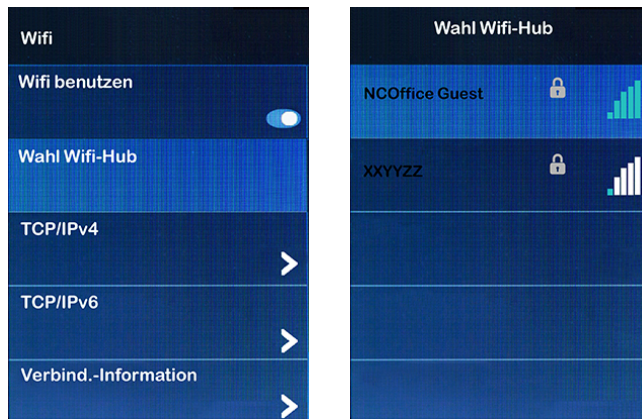 Wifi
Wifi benutzen
Wahl Wifi-Hub
TCP/IPv4
TCP/IPv6
Verbind.-Information
Wahl Wifi-Hub
NCOffice Guest
XXYYZZ